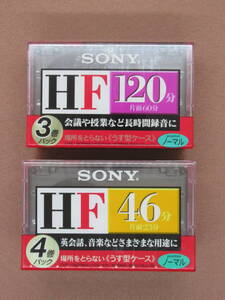 SONY
HF 120分
片面60分
会議や授業など長時間録音に
3巻パック
場所をとらない《うす型ケース》
ノーマル
SONY
HF 46分
片面23分
英会話、音楽などさまざまな用途に
4巻パック
場所をとらない《うす型ケース》
ノーマル